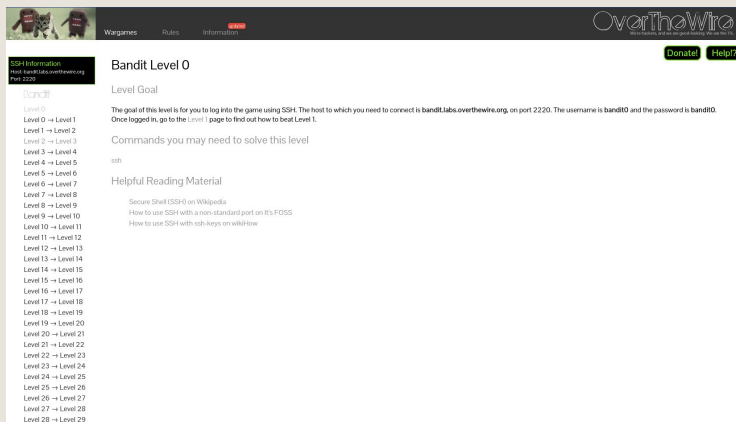 Wargames
Rules
Information
updated
OverTheWire
We're hackers, and we are good-looking. We are the 1%.
Donate!
Help!?
SSH Information
Host: bandit.labs.overthewire.org
Port: 2220
Bandit
Level 0
Level 0 → Level 1
Level 1 → Level 2
Level 2 → Level 3
Level 3 → Level 4
Level 4 → Level 5
Level 5 → Level 6
Level 6 → Level 7
Level 7 → Level 8
Level 8 → Level 9
Level 9 → Level 10
Level 10 → Level 11
Level 11 → Level 12
Level 12 → Level 13
Level 13 → Level 14
Level 14 → Level 15
Level 15 → Level 16
Level 16 → Level 17
Level 17 → Level 18
Level 18 → Level 19
Level 19 → Level 20
Level 20 → Level 21
Level 21 → Level 22
Level 22 → Level 23
Level 23 → Level 24
Level 24 → Level 25
Level 25 → Level 26
Level 26 → Level 27
Level 27 → Level 28
Level 28 → Level 29
Bandit Level 0
Level Goal
The goal of this level is for you to log into the game using SSH. The host to which you need to connect is bandit.labs.overthewire.org, on port 2220. The username is bandit0 and the password is bandit0.
Once logged in, go to the Level 1 page to find out how to beat Level 1.
Commands you may need to solve this level
ssh
Helpful Reading Material
Secure Shell (SSH) on Wikipedia
How to use SSH with a non-standard port on It's FOSS
How to use SSH with ssh-keys on wikiHow